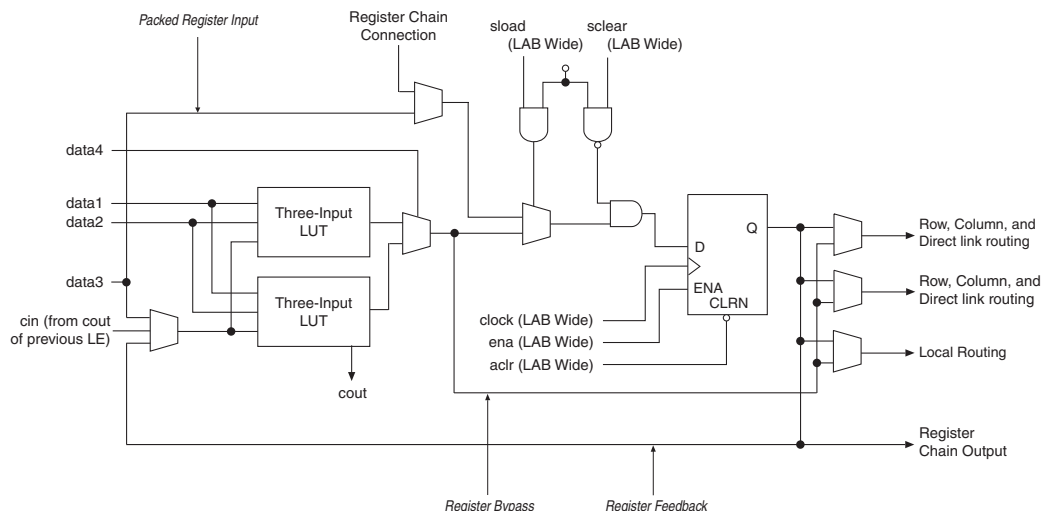 Packed Register Input
Register Chain
Connection
sload
(LAB Wide)
sclear
(LAB Wide)
data4
data1
data2
Three-Input
LUT
data3
Three-Input
LUT
cin (from cout
of previous LE)
cout
D
Q
ENA
CLRN
clock (LAB Wide)
ena (LAB Wide)
aclr (LAB Wide)
Row, Column, and
Direct link routing
Row, Column, and
Direct link routing
Local Routing
Register
Chain Output
Register Bypass
Register Feedback